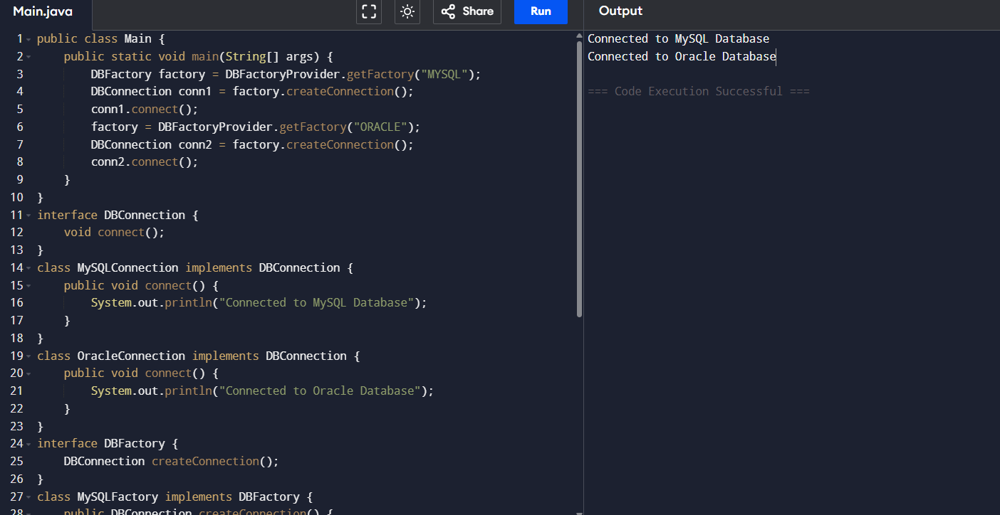 Main.java
Share
Run
Output
1 public class Main {
2     public static void main(String[] args) {
3         DBFactory factory = DBFactoryProvider.getFactory("MYSQL");
4         DBConnection conn1 = factory.createConnection();
5         conn1.connect();
6         factory = DBFactoryProvider.getFactory("ORACLE");
7         DBConnection conn2 = factory.createConnection();
8         conn2.connect();
9     }
10 }
11 interface DBConnection {
12     void connect();
13 }
14 class MySQLConnection implements DBConnection {
15     public void connect() {
16         System.out.println("Connected to MySQL Database");
17     }
18 }
19 class OracleConnection implements DBConnection {
20     public void connect() {
21         System.out.println("Connected to Oracle Database");
22     }
23 }
24 interface DBFactory {
25     DBConnection createConnection();
26 }
27 class MySQLFactory implements DBFactory {
28     public DBConnection createConnection() {
Connected to MySQL Database
Connected to Oracle Database
=== Code Execution Successful ===